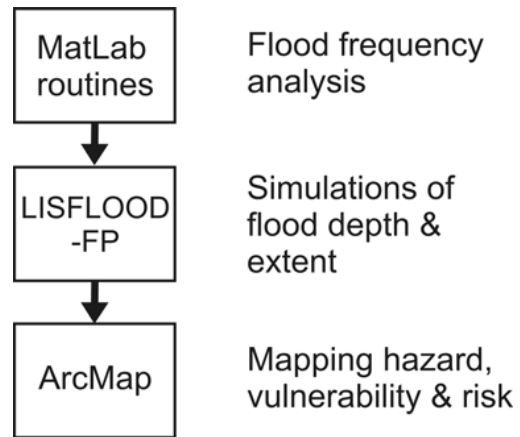 MatLab
routines
Flood frequency
analysis
LISFLOOD
-FP
Simulations of
flood depth &
extent
ArcMap
Mapping hazard,
vulnerability & risk